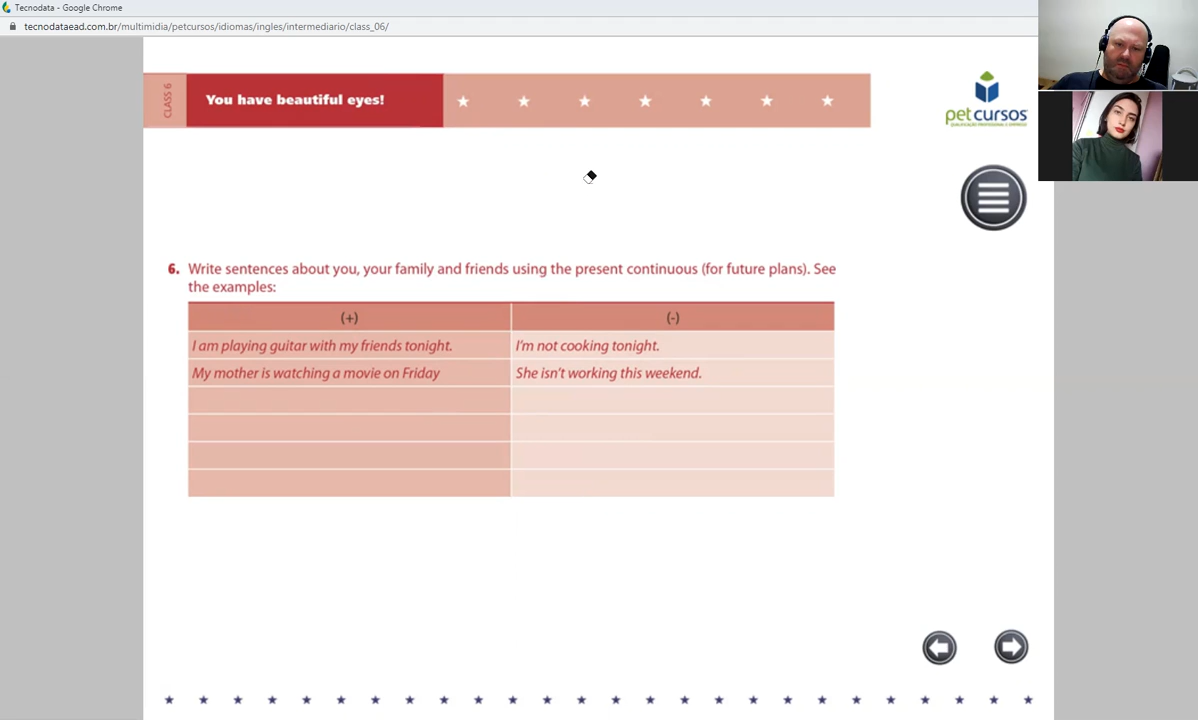 Tecnodata - Google Chrome
tecnodataead.com.br/multimidia/petcursos/idiomas/ingles/intermediario/class_06/
CLASS 6
You have beautiful eyes!
petcursos
QUALIFICAÇÃO PROFISSIONAL E EMPREGO
6. Write sentences about you, your family and friends using the present continuous (for future plans). See
the examples:
(+) (-)
I am playing guitar with my friends tonight. I'm not cooking tonight.
My mother is watching a movie on Friday She isn't working this weekend.